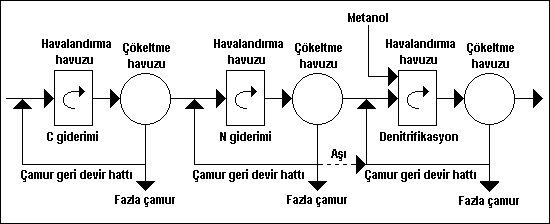 Metanol
Havalandırma
havuzu
Çökeltme
havuzu
Havalandırma
havuzu
Çökeltme
havuzu
Havalandırma
havuzu
Çökeltme
havuzu
C giderimi
N giderimi
Denitrifikasyon
Aşı
Çamur geri devir hattı
Çamur geri devir hattı
Çamur geri devir hattı
Fazla çamur
Fazla çamur
Fazla çamur